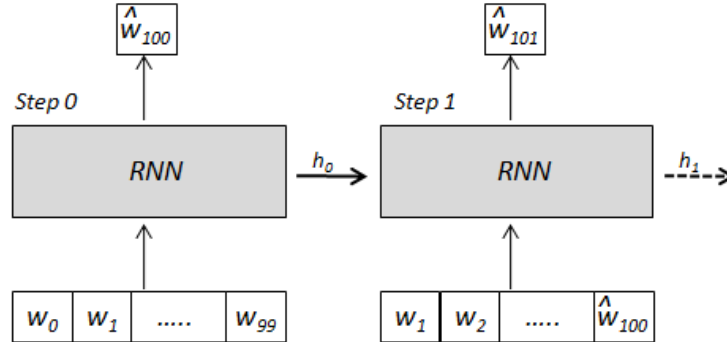 ŵ100 ŵ101
Step 0 Step 1
RNN h0 RNN h1
w0 w1 ..... w99 w1 w2 ..... ŵ100